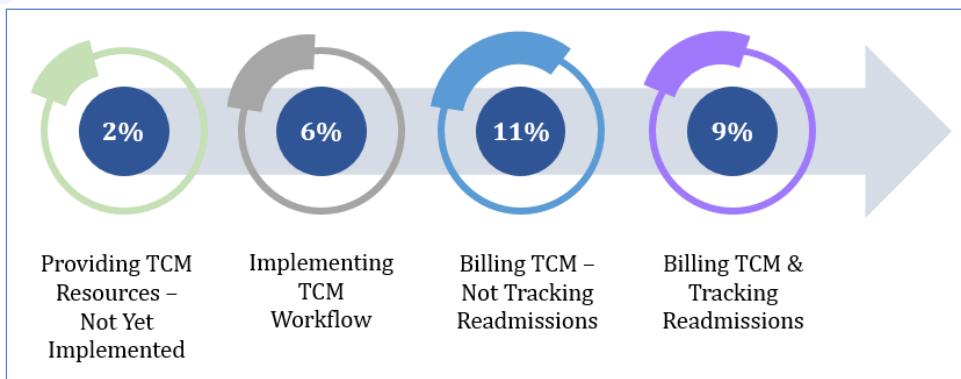 2%
6%
11%
9%
Providing TCM
Resources –
Not Yet
Implemented
Implementing
TCM
Workflow
Billing TCM –
Not Tracking
Readmissions
Billing TCM &
Tracking
Readmissions